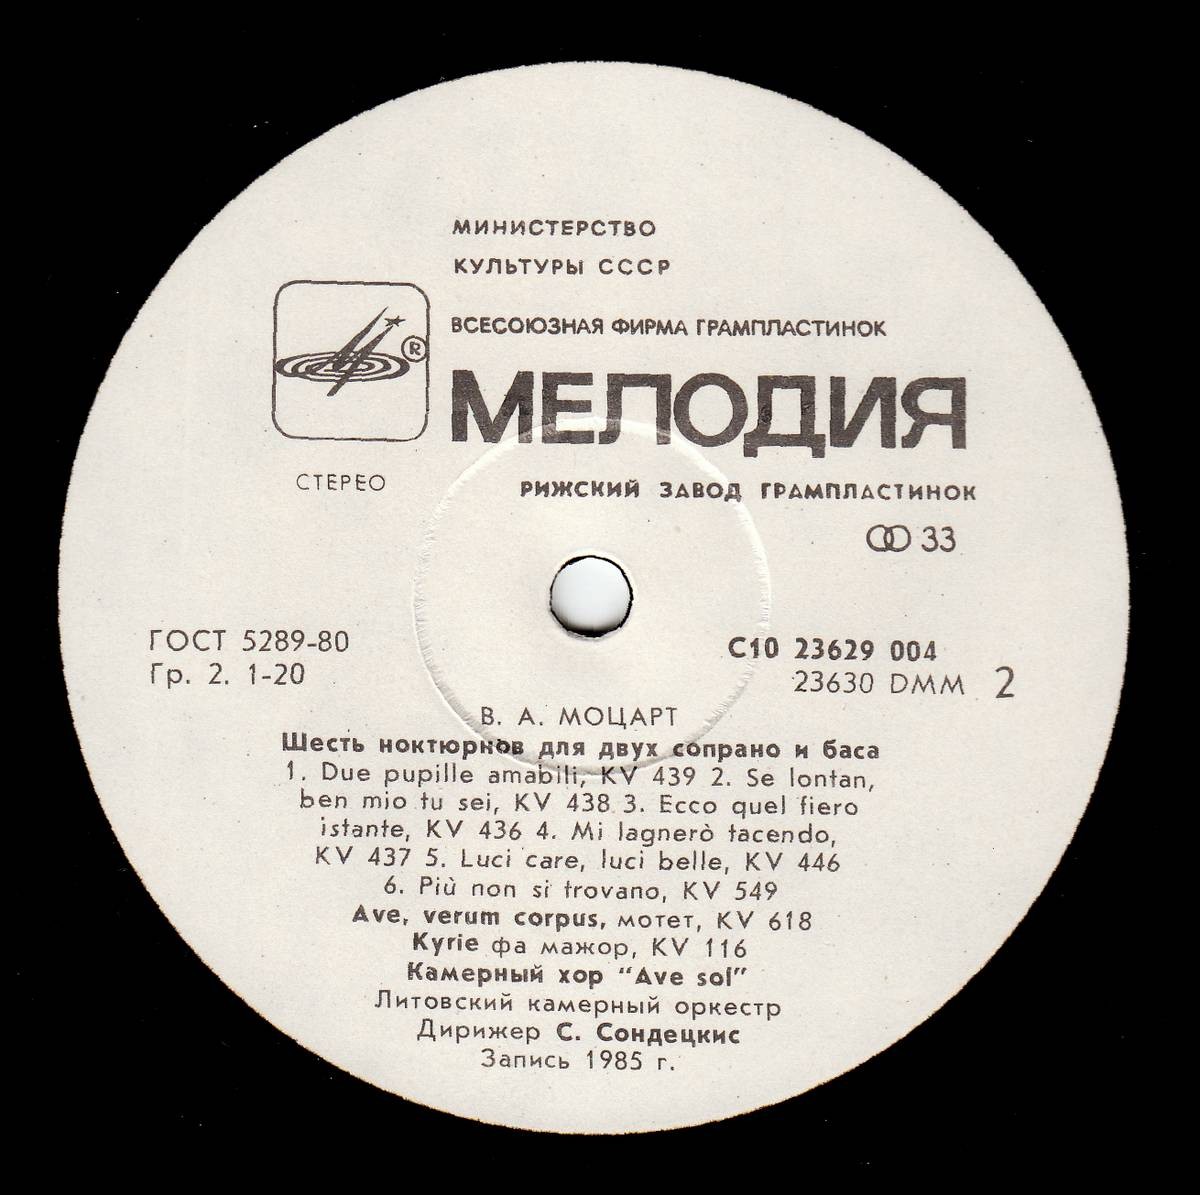 МИНИСТЕРСТВО
КУЛЬТУРЫ СССР
ВСЕСОЮЗНАЯ ФИРМА ГРАМПЛАСТИНОК
®
МЕЛОДИЯ
СТЕРЕО
РИЖСКИЙ ЗАВОД ГРАМПЛАСТИНОК
33
ГОСТ 5289-80
Гр. 2. 1-20
С10 23629 004
23630 DMM 2
В. А. МОЦАРТ
Шесть ноктюрнов для двух сопрано и баса
1. Due pupille amabili, KV 439 2. Se lontan,
ben mio tu sei, KV 438 3. Ecco quel fiero
istante, KV 436 4. Mi lagnerò tacendo,
KV 437 5. Luci care, luci belle, KV 446
6. Più non si trovano, KV 549
Ave, verum corpus, мотет, KV 618
Kyrie фа мажор, KV 116
Камерный хор "Ave sol"
Литовский камерный оркестр
Дирижер С. Сондецкис
Запись 1985 г.